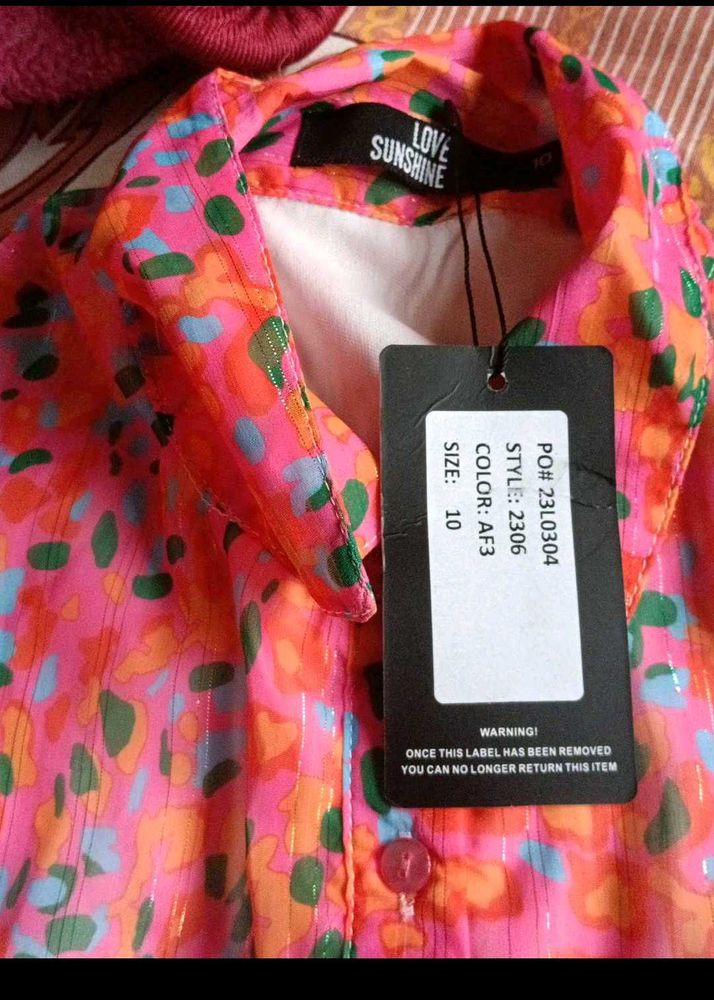 LOVE
SUNSHINE
10
PO# 23L0304
STYLE: 2306
COLOR: AF3
SIZE: 10
WARNING!
ONCE THIS LABEL HAS BEEN REMOVED
YOU CAN NO LONGER RETURN THIS ITEM